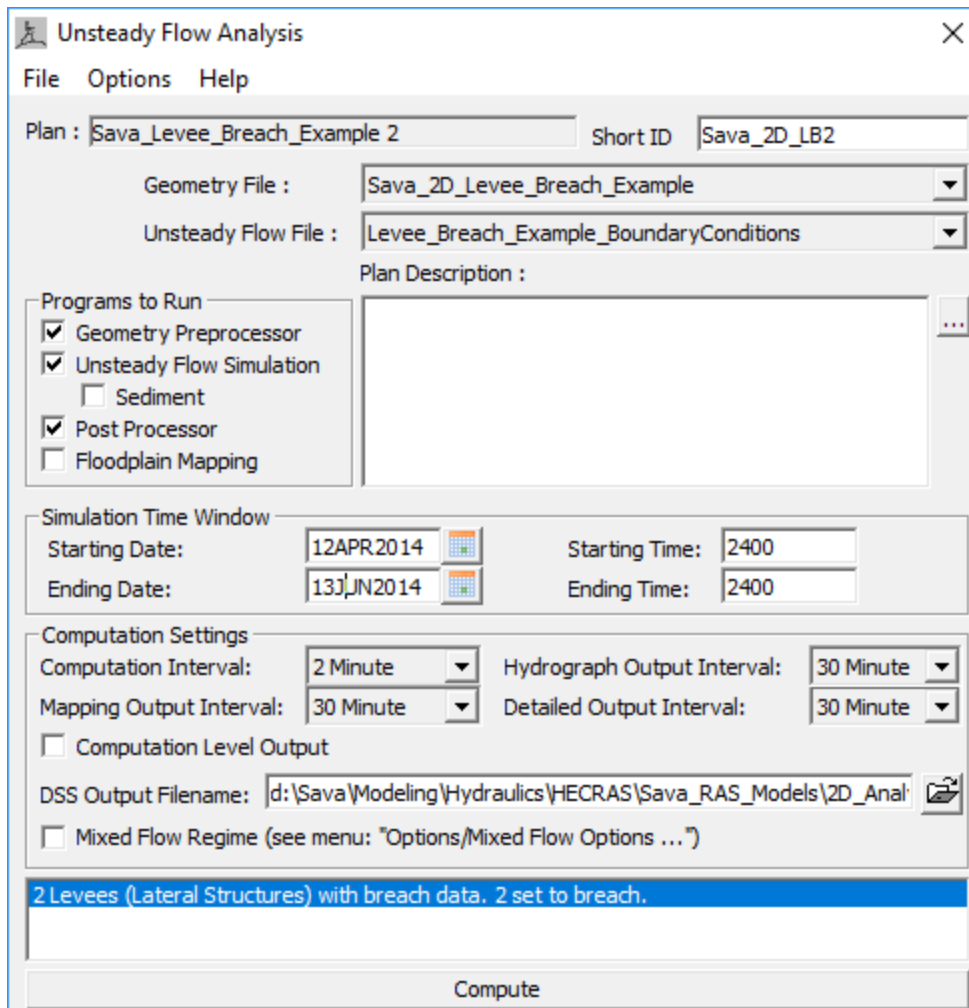 Unsteady Flow Analysis
File Options Help
Plan : Sava_Levee_Breach_Example 2 Short ID Sava_2D_LB2
Geometry File : Sava_2D_Levee_Breach_Example
Unsteady Flow File : Levee_Breach_Example_BoundaryConditions
Plan Description :
Programs to Run
Geometry Preprocessor
...
Unsteady Flow Simulation
Sediment
Post Processor
Floodplain Mapping
Simulation Time Window
Starting Date: 12APR2014 Starting Time: 2400
Ending Date: 13JUN2014 Ending Time: 2400
Computation Settings
Computation Interval: 2 Minute Hydrograph Output Interval: 30 Minute
Mapping Output Interval: 30 Minute Detailed Output Interval: 30 Minute
Computation Level Output
DSS Output Filename: d:\Sava\Modeling\Hydraulics\HECRAS\Sava_RAS_Models\2D_Anal
Mixed Flow Regime (see menu: "Options/Mixed Flow Options ...")
2 Levees (Lateral Structures) with breach data. 2 set to breach.
Compute